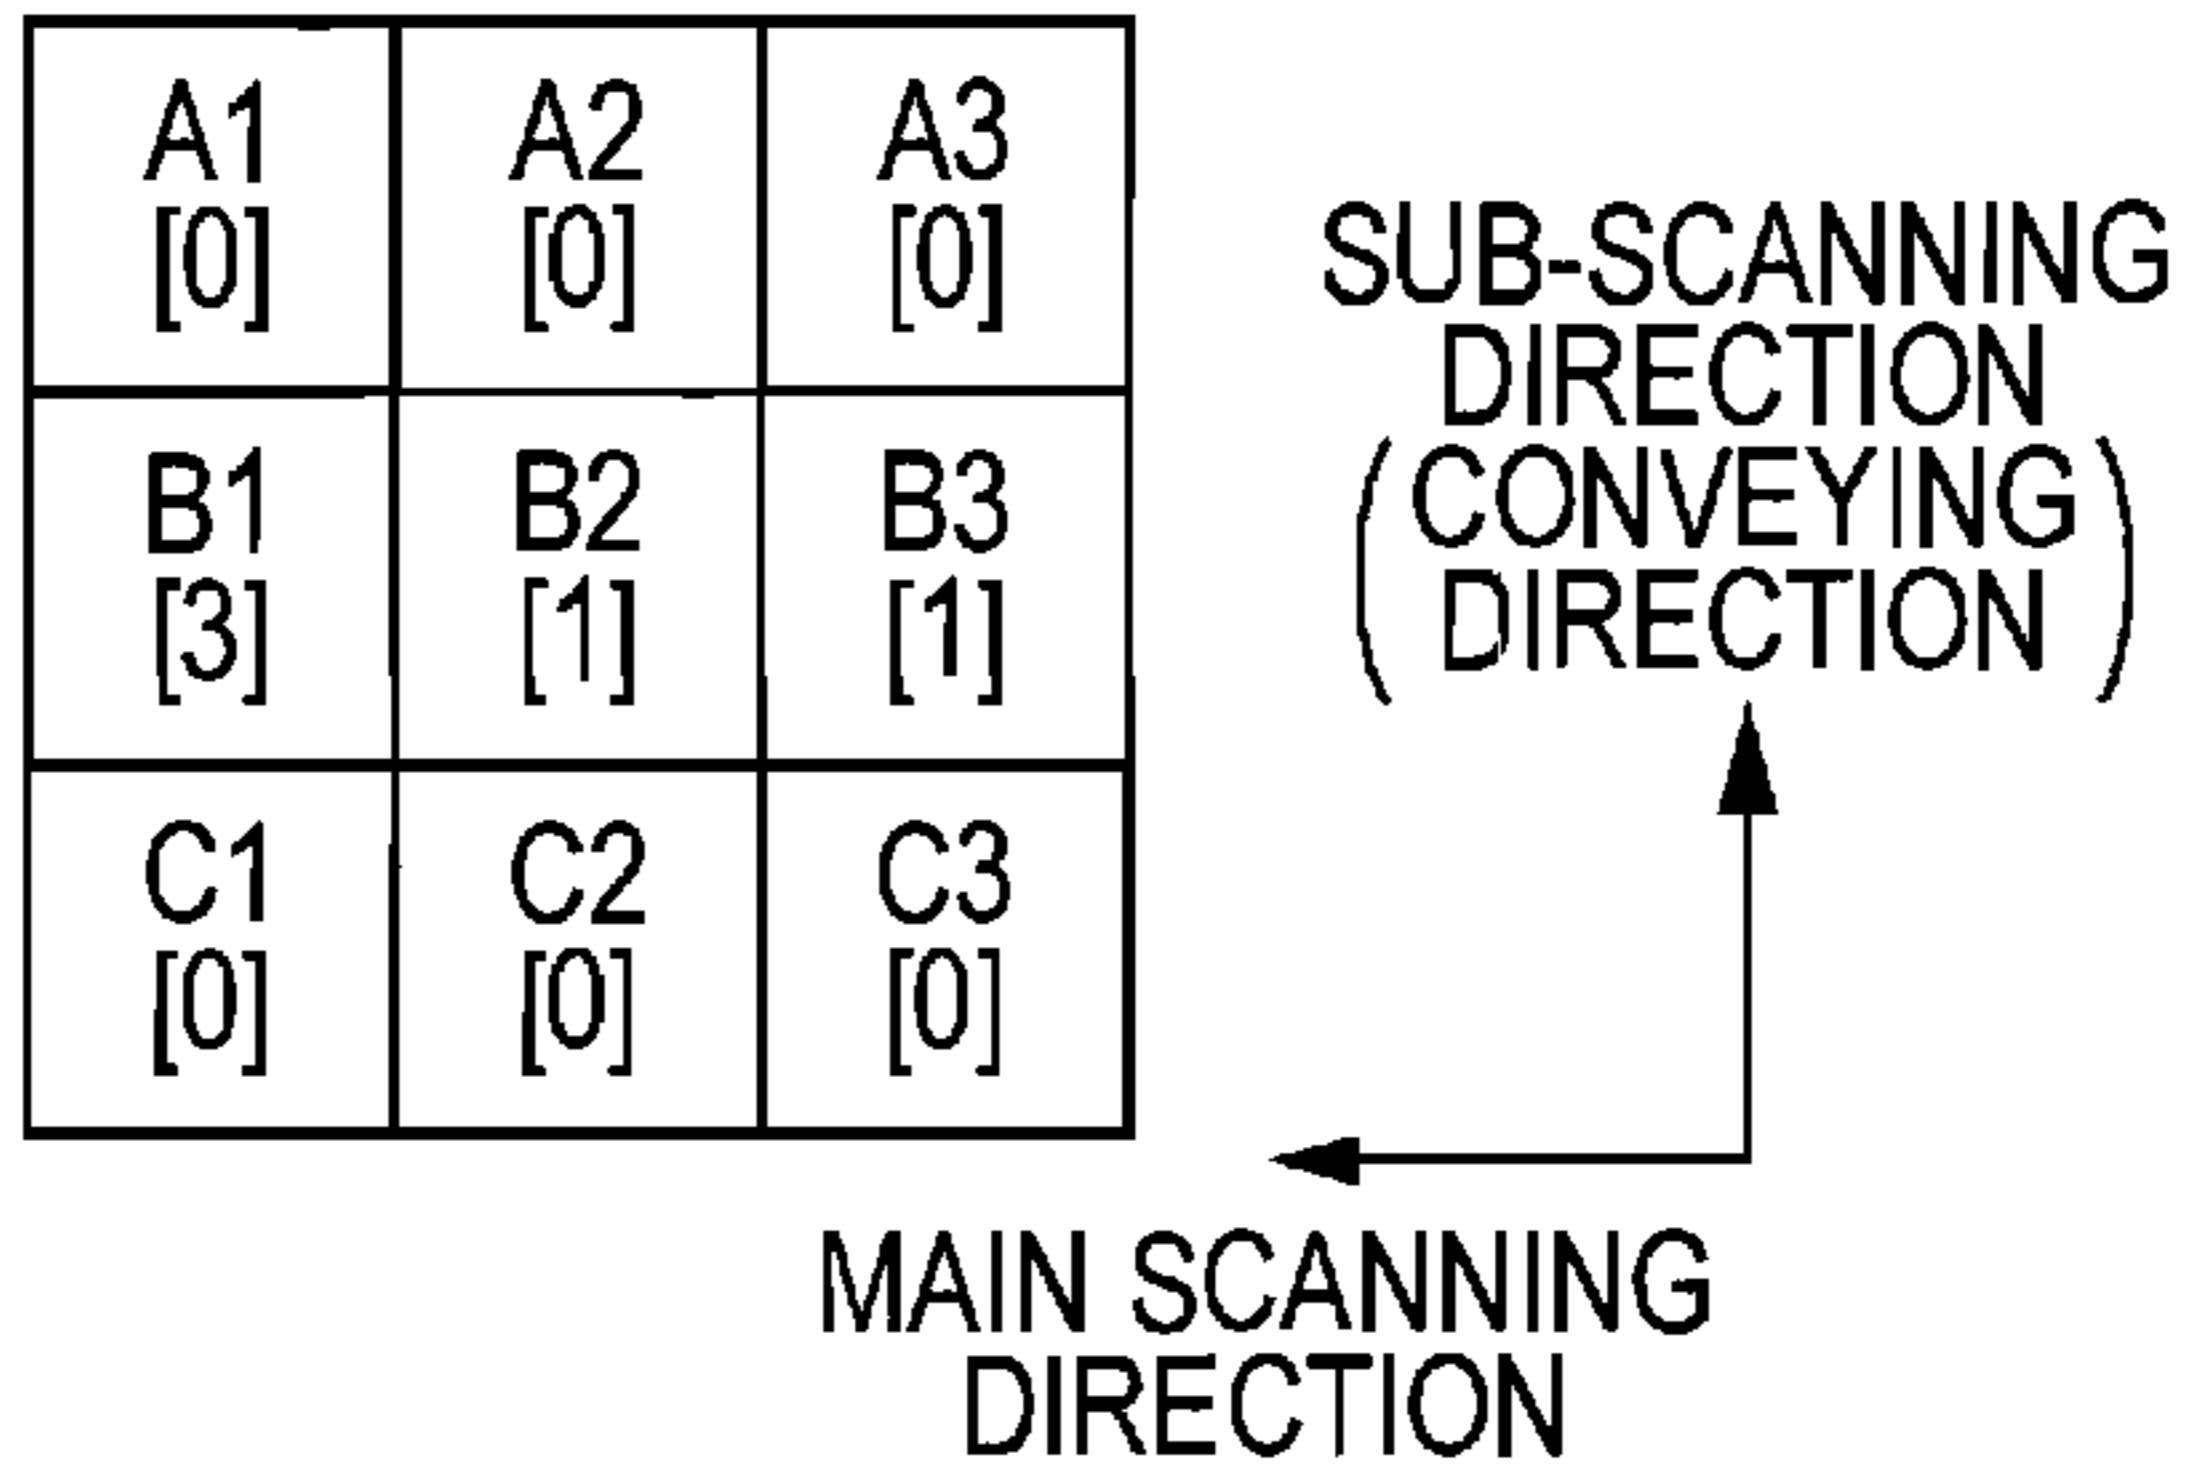 A1 A2 A3
[0] [0] [0]
B1 B2 B3
[3] [1] [1]
C1 C2 C3
[0] [0] [0]
SUB-SCANNING
DIRECTION
(CONVEYING
DIRECTION)
MAIN SCANNING
DIRECTION